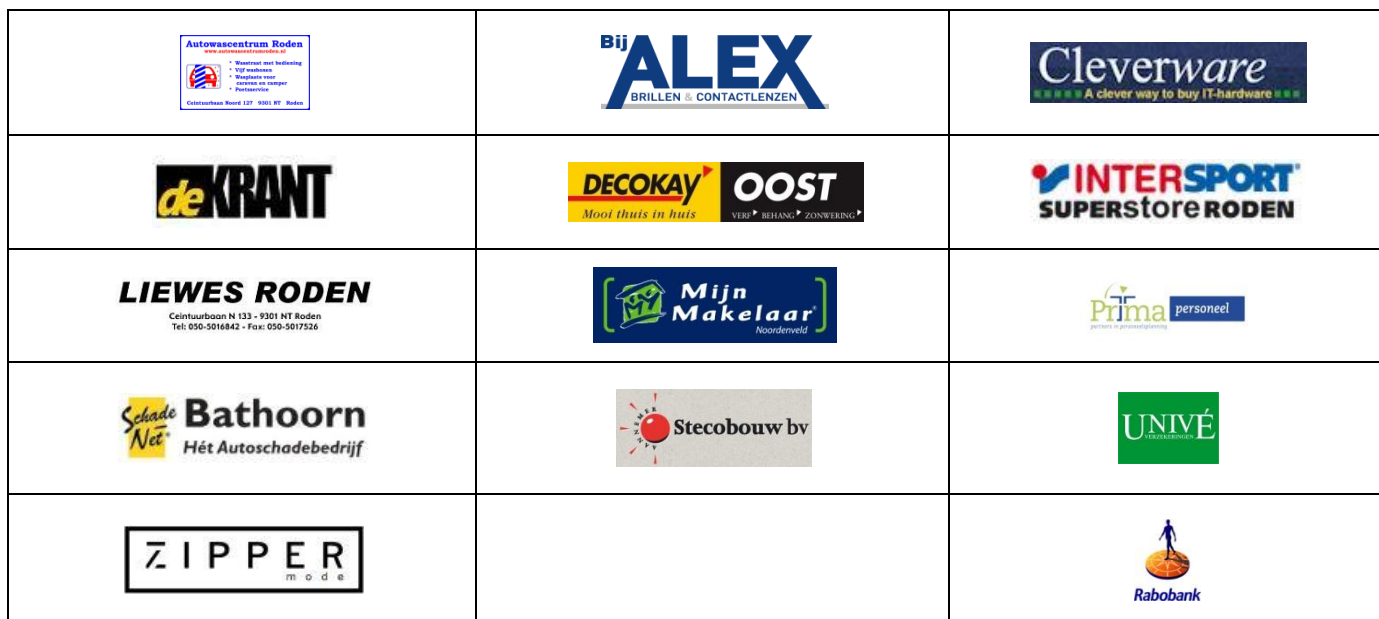 Autowascentrum Roden
www.autowascentrumroden.nl
* Wasstraat met bediening
* Vijf wasboxen
* Wasplaats voor
caravan en camper
* Poetsservice
Ceintuurbaan Noord 127 9301 NT Roden
Bij
ALEX
BRILLEN & CONTACTLENZEN
Cleverware
A clever way to buy IT-hardware
deKRANT
DECOKAY
Mooi thuis in huis
OOST
VERF BEHANG ZONWERING
INTERSPORT
SUPERstore RODEN
LIEWES RODEN
Ceintuurbaan N 133 - 9301 NT Roden
Tel: 050-5016842 - Fax: 050-5017526
Mijn
Makelaar
Noordenveld
Prima personeel
partners in personeelsplanning
Schade
Net
Bathoorn
Hét Autoschadebedrijf
AANNEMER
Stecobouw bv
UNIVÉ
VERZEKERINGEN
ZIPPER
mode
Rabobank